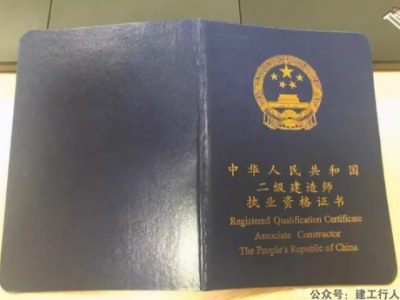 中华人民共和国
二级建造师
执业资格证书
Registered Qualification Certificate
Associate Constructor
The People's Republic of China
公众号：建工行人